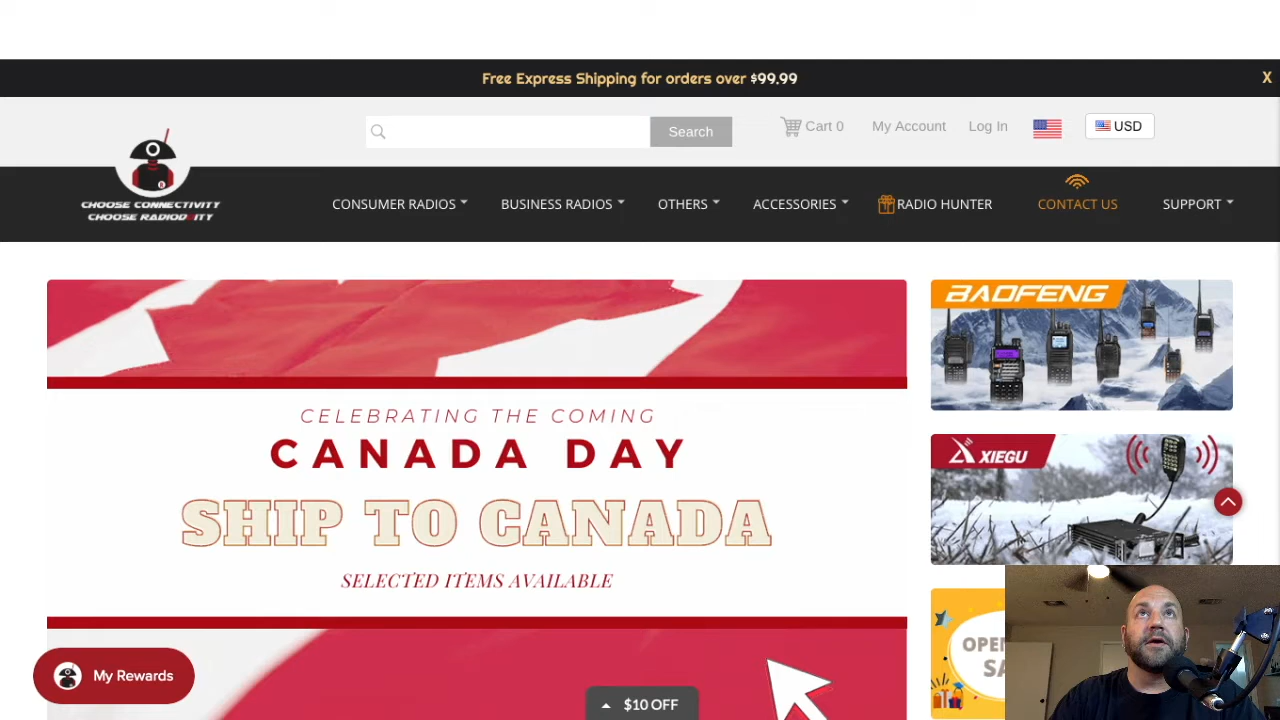 Free Express Shipping for orders over $99.99
X
Search
Cart 0
My Account
Log In
USD
CHOOSE CONNECTIVITY
CHOOSE RADIODDITY
CONSUMER RADIOS
BUSINESS RADIOS
OTHERS
ACCESSORIES
RADIO HUNTER
CONTACT US
SUPPORT
CELEBRATING THE COMING
CANADA DAY
SHIP TO CANADA
SELECTED ITEMS AVAILABLE
BAOFENG
XIEGU
My Rewards
$10 OFF